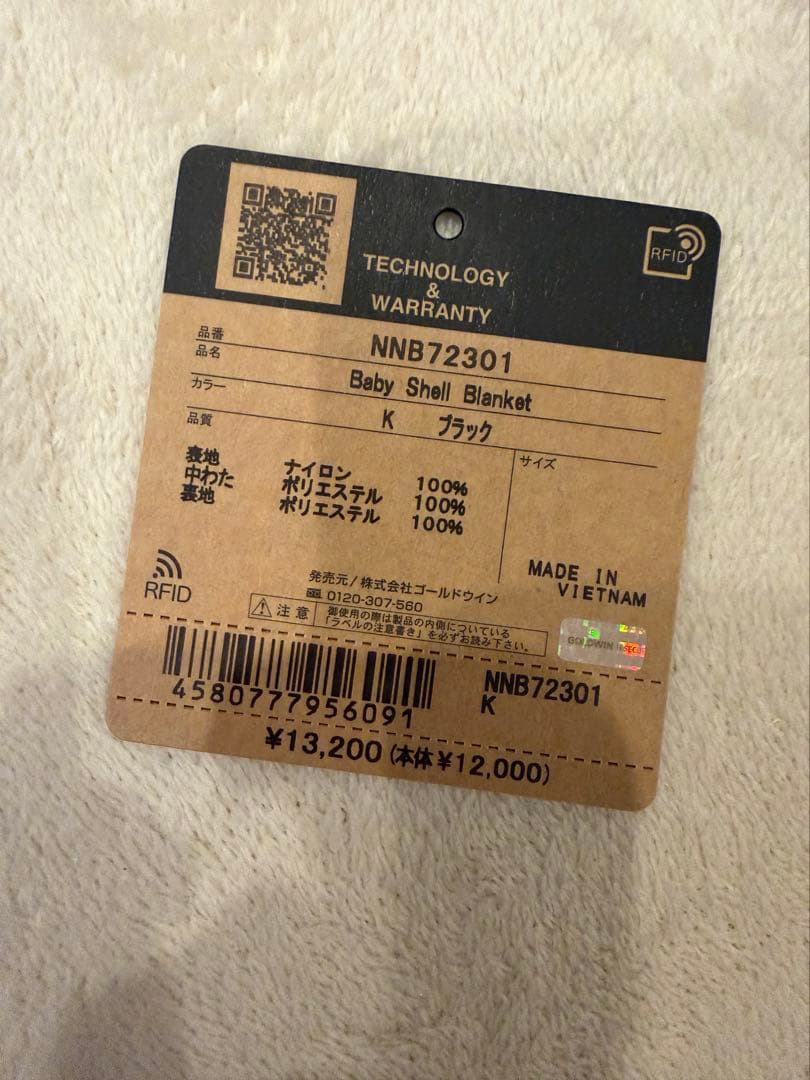 TECHNOLOGY
&
WARRANTY
RFID
品番 NNB72301
品名 Baby Shell Blanket
カラー K ブラック
品質
サイズ
表地 ナイロン 100%
中わた ポリエステル 100%
裏地 ポリエステル 100%
MADE IN
VIETNAM
RFID
発売元/株式会社ゴールドウイン
0120-307-560
注意 御使用の際は製品の内側についている
「ラベルの注意書き」を必ずお読み下さい。
GOLDWIN
4580777956091
NNB72301
K
¥13,200(本体¥12,000)